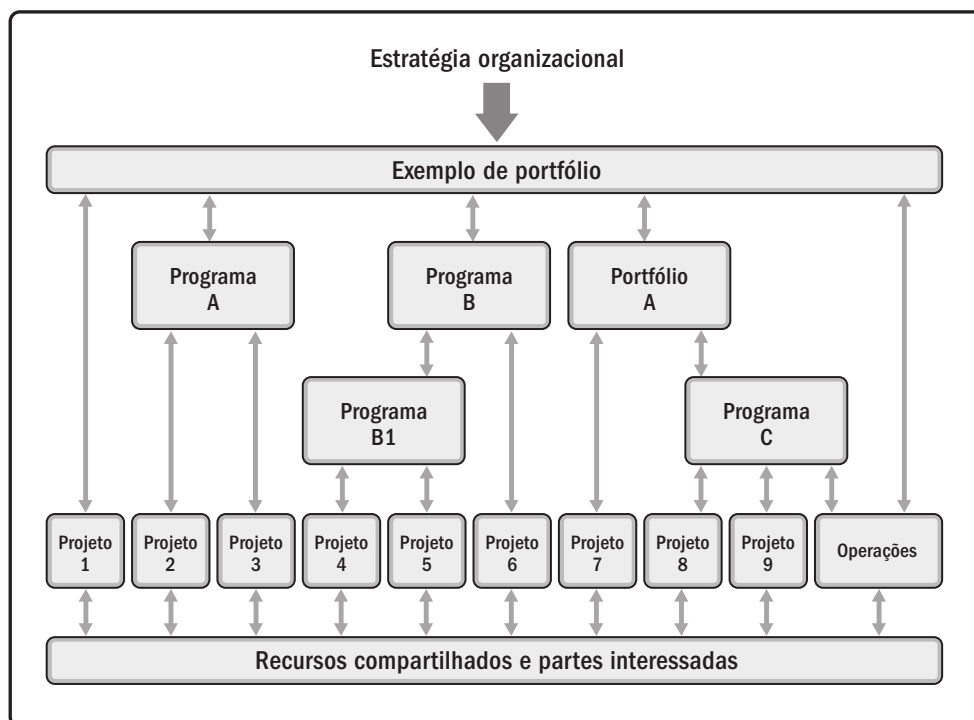 Estratégia organizacional
Exemplo de portfólio
Programa
A
Programa
B
Portfólio
A
Programa
B1
Programa
C
Projeto
1
Projeto
2
Projeto
3
Projeto
4
Projeto
5
Projeto
6
Projeto
7
Projeto
8
Projeto
9
Operações
Recursos compartilhados e partes interessadas